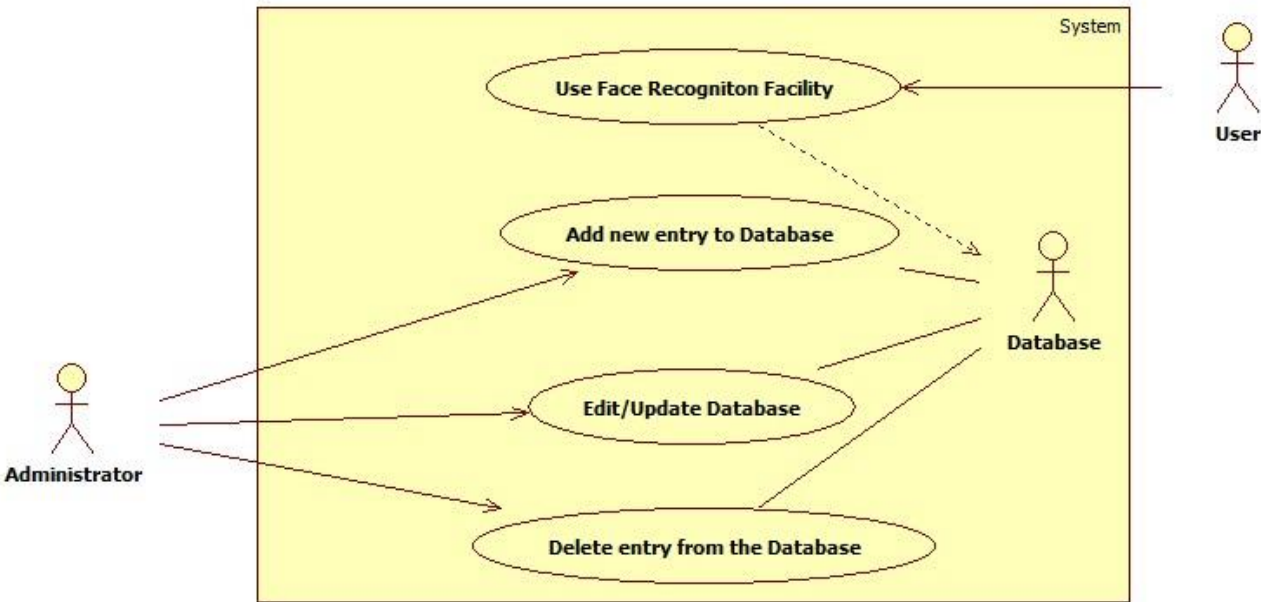 System
Use Face Recogniton Facility
User
Add new entry to Database
Database
Edit/Update Database
Administrator
Delete entry from the Database